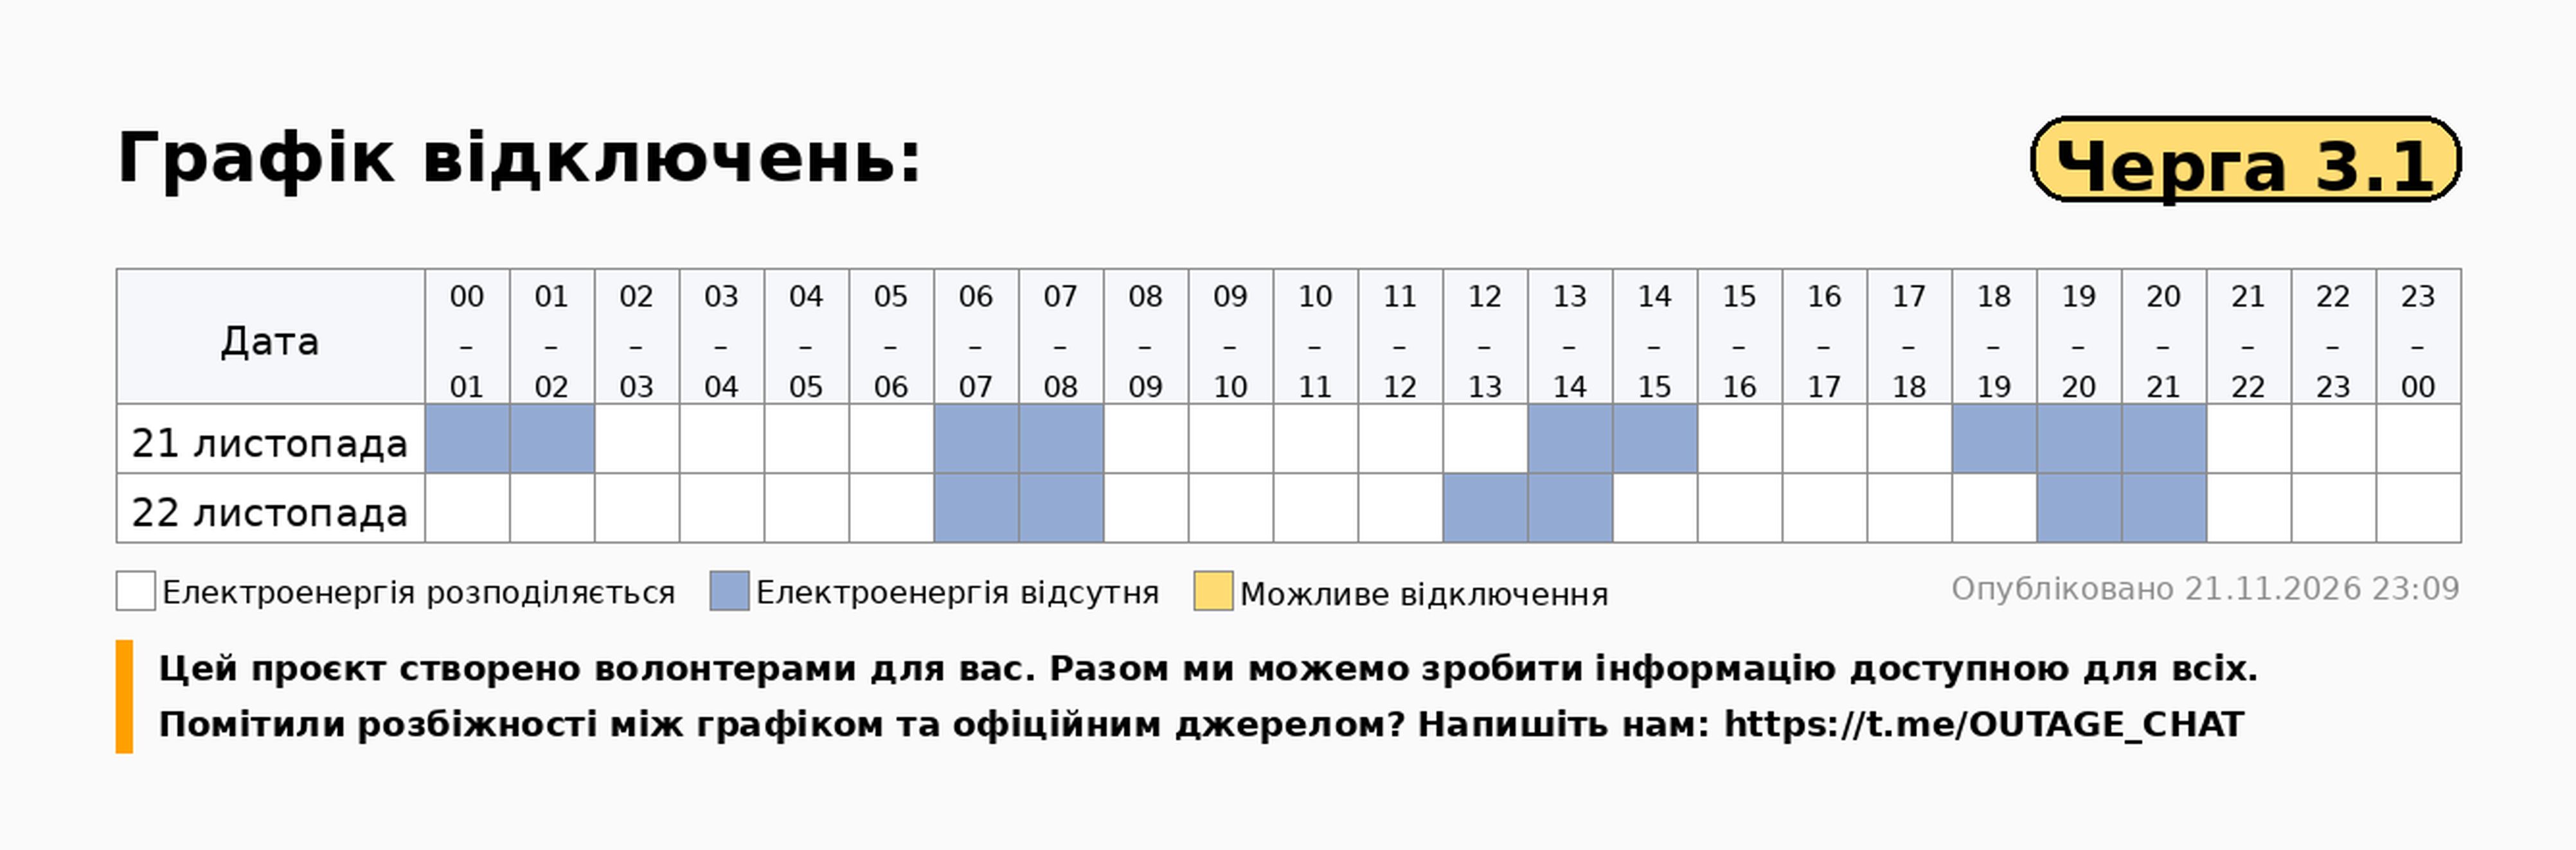 Графік відключень:
Черга 3.1
Дата 00 – 01 01 – 02 02 – 03 03 – 04 04 – 05 05 – 06 06 – 07 07 – 08 08 – 09 09 – 10 10 – 11 11 – 12 12 – 13 13 – 14 14 – 15 15 – 16 16 – 17 17 – 18 18 – 19 19 – 20 20 – 21 21 – 22 22 – 23 23 – 00
21 листопада
22 листопада
Електроенергія розподіляється Електроенергія відсутня Можливе відключення Опубліковано 21.11.2026 23:09
Цей проєкт створено волонтерами для вас. Разом ми можемо зробити інформацію доступною для всіх.
Помітили розбіжності між графіком та офіційним джерелом? Напишіть нам: https://t.me/OUTAGE_CHAT